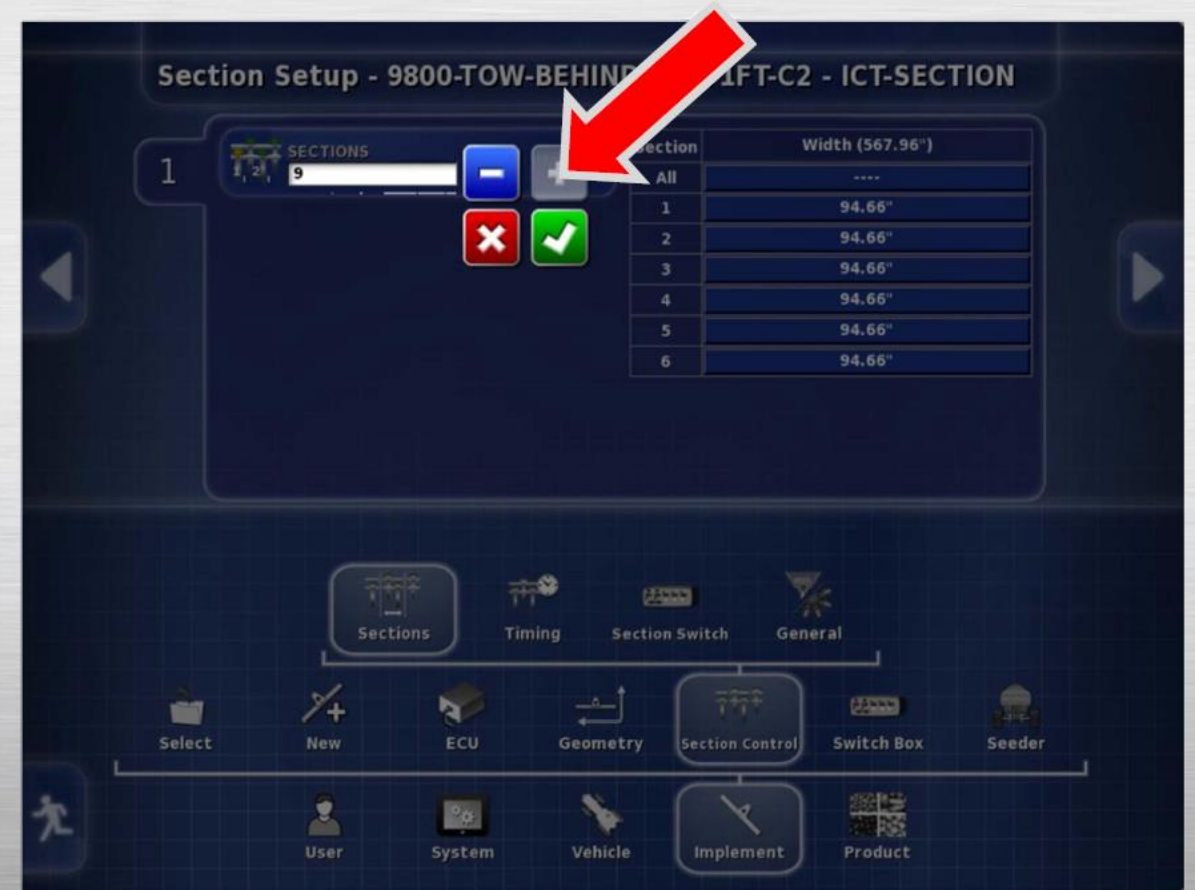 Section Setup - 9800-TOW-BEHIN 1FT-C2 - ICT-SECTION
1
SECTIONS
9
Section Width (567.96")
All ----
1 94.66"
2 94.66"
3 94.66"
4 94.66"
5 94.66"
6 94.66"
Sections Timing Section Switch General
Select New ECU Geometry Section Control Switch Box Seeder
User System Vehicle Implement Product